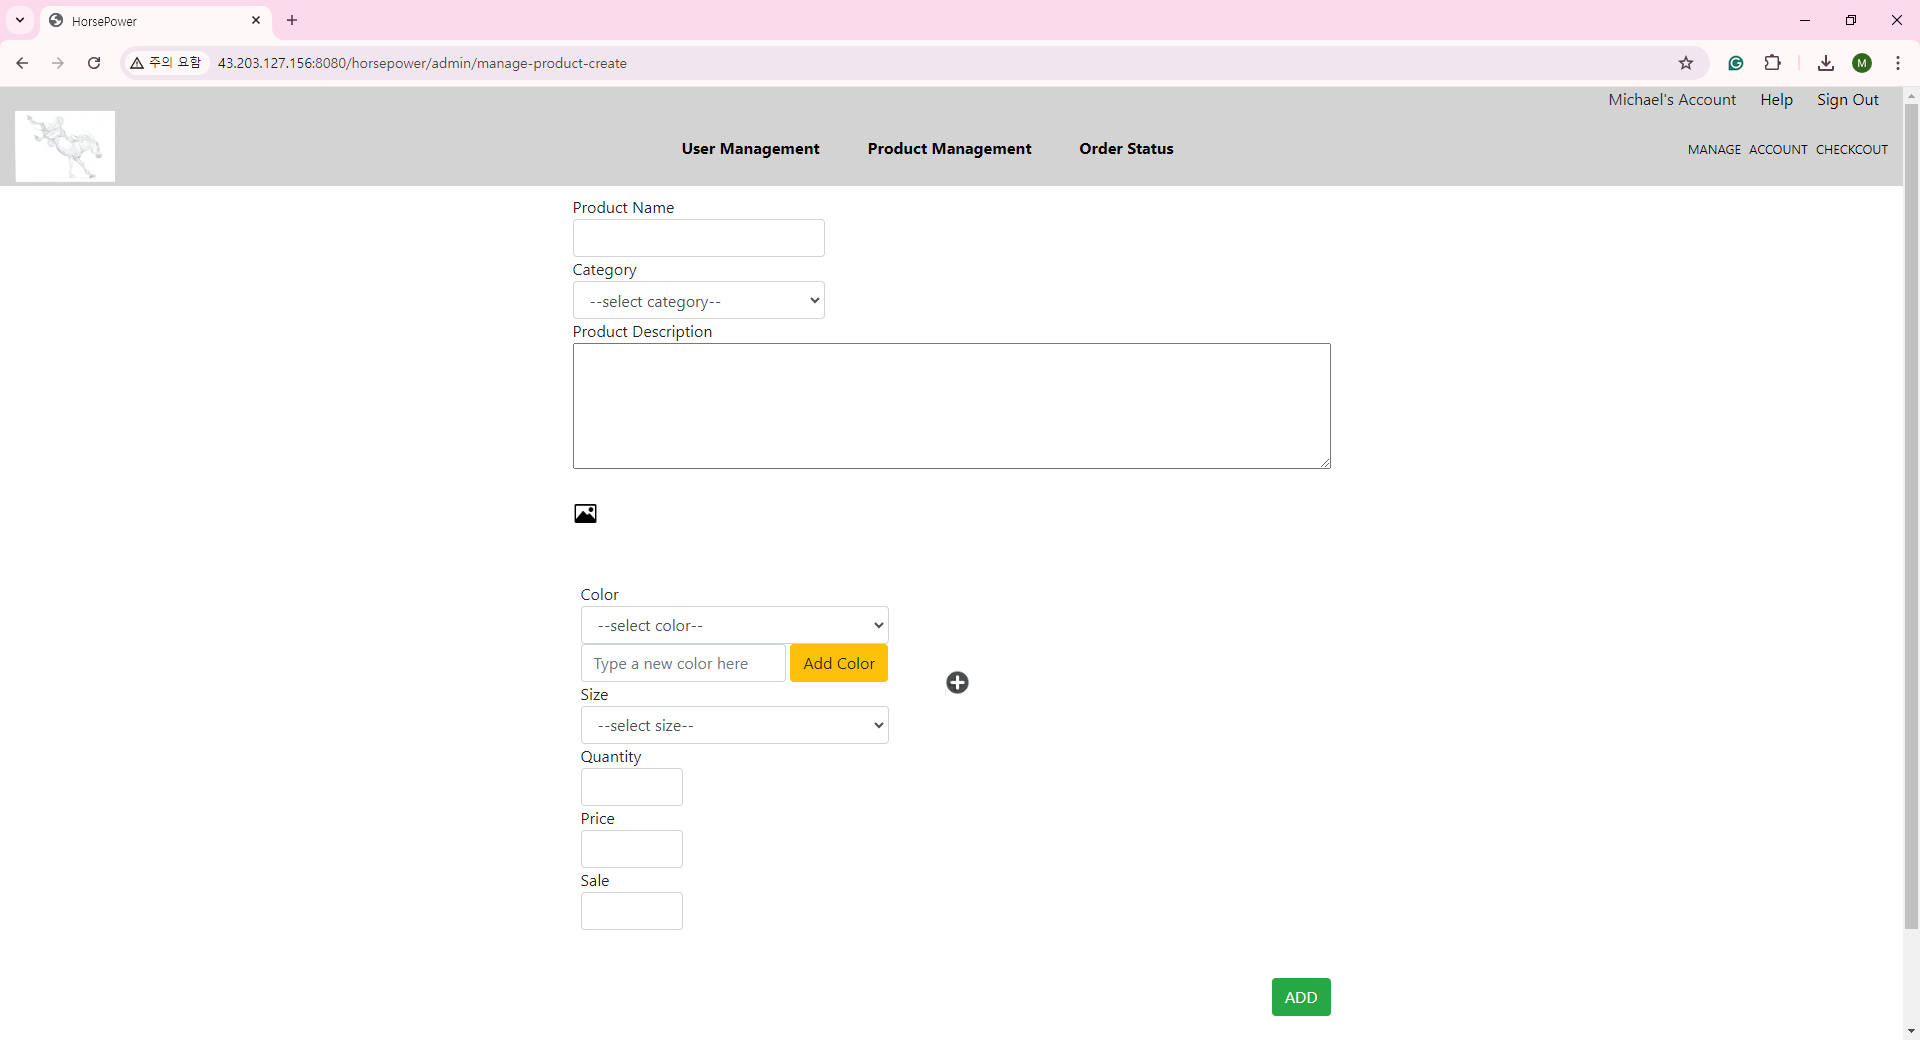 HorsePower
주의 요함 43.203.127.156:8080/horsepower/admin/manage-product-create M
Michael's Account Help Sign Out
User Management Product Management Order Status MANAGE ACCOUNT CHECKCOUT
Product Name
Category
--select category--
Product Description
Color
--select color--
Type a new color here Add Color
Size
--select size--
Quantity
Price
Sale
ADD